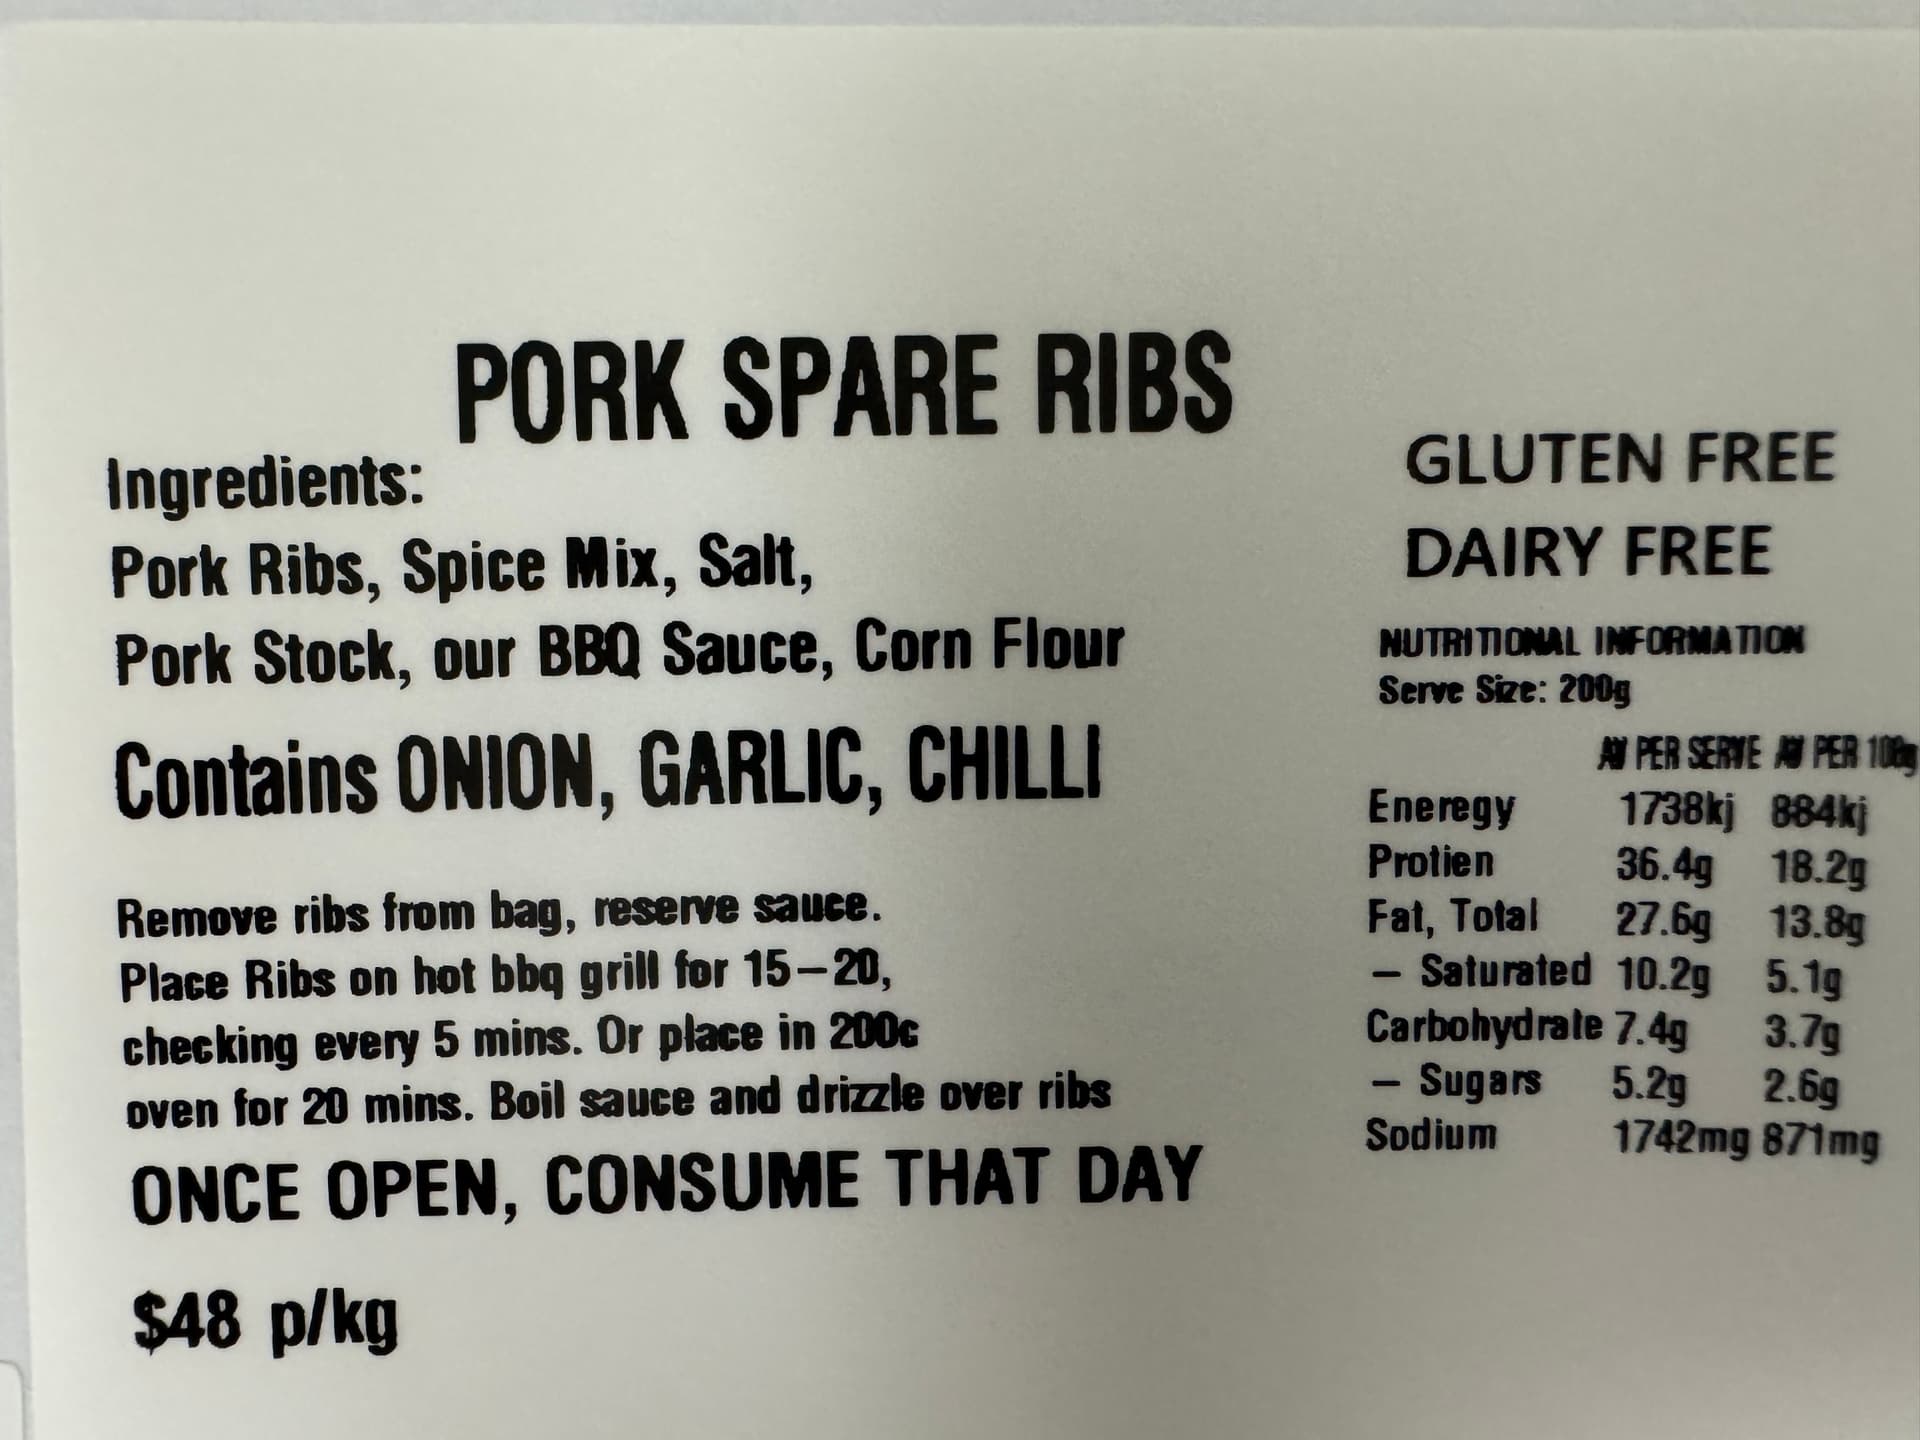 PORK SPARE RIBS
Ingredients:
Pork Ribs, Spice Mix, Salt,
Pork Stock, our BBQ Sauce, Corn Flour
Contains ONION, GARLIC, CHILLI
Remove ribs from bag, reserve sauce.
Place Ribs on hot bbq grill for 15–20,
checking every 5 mins. Or place in 200c
oven for 20 mins. Boil sauce and drizzle over ribs
ONCE OPEN, CONSUME THAT DAY
$48 p/kg
GLUTEN FREE
DAIRY FREE
NUTRITIONAL INFORMATION
Serve Size: 200g
AV PER SERVE AV PER 100g
Eneregy 1738kj 884kj
Protien 36.4g 18.2g
Fat, Total 27.6g 13.8g
– Saturated 10.2g 5.1g
Carbohydrate 7.4g 3.7g
– Sugars 5.2g 2.6g
Sodium 1742mg 871mg